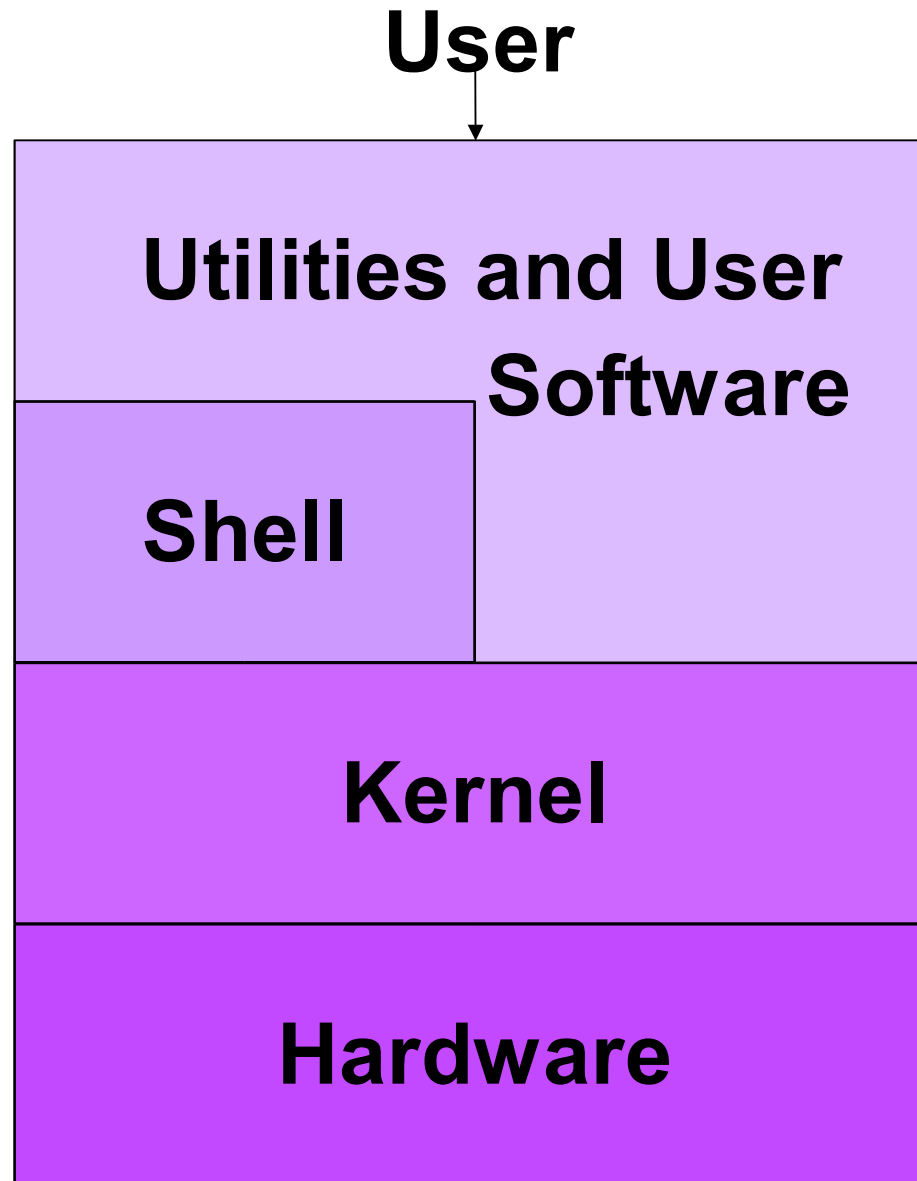 User
Utilities and User
Software
Shell
Kernel
Hardware